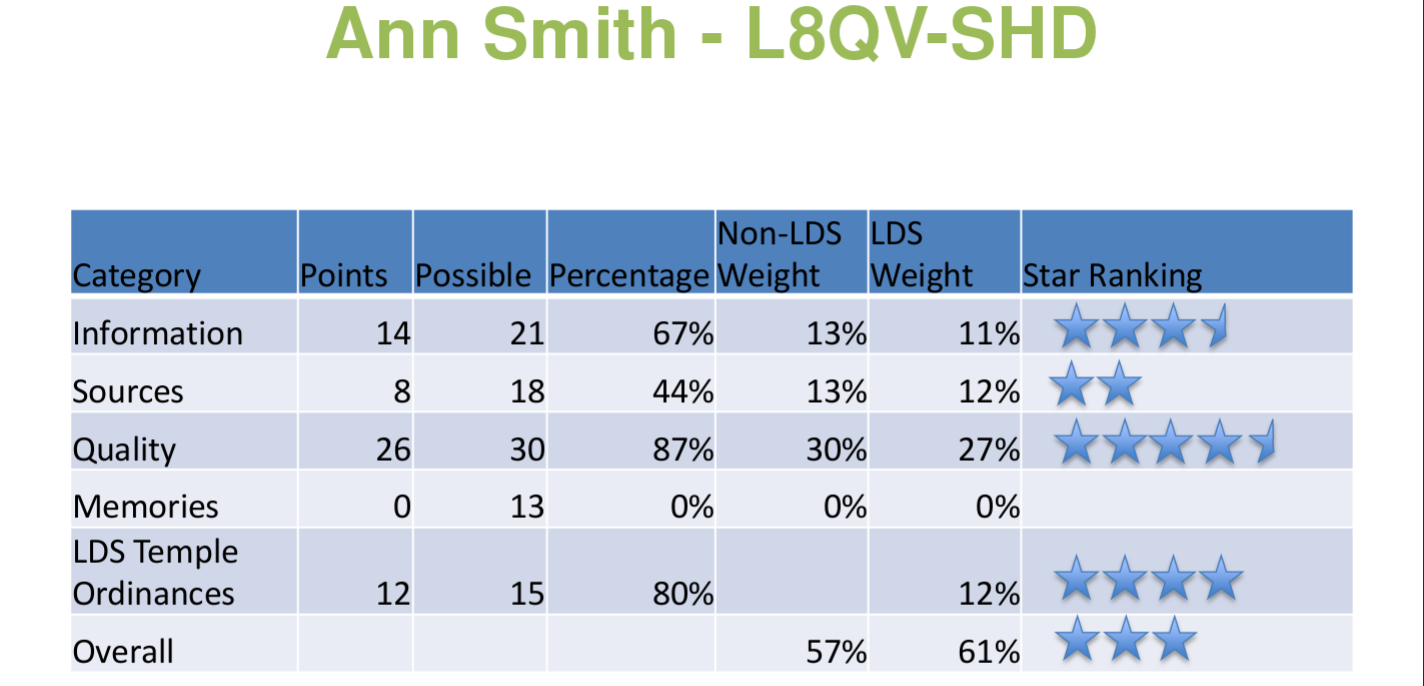 Ann Smith - L8QV-SHD
Category Points Possible Percentage Non-LDS Weight LDS Weight Star Ranking
Information 14 21 67% 13% 11%
Sources 8 18 44% 13% 12%
Quality 26 30 87% 30% 27%
Memories 0 13 0% 0% 0%
LDS Temple Ordinances 12 15 80% 12%
Overall 57% 61%